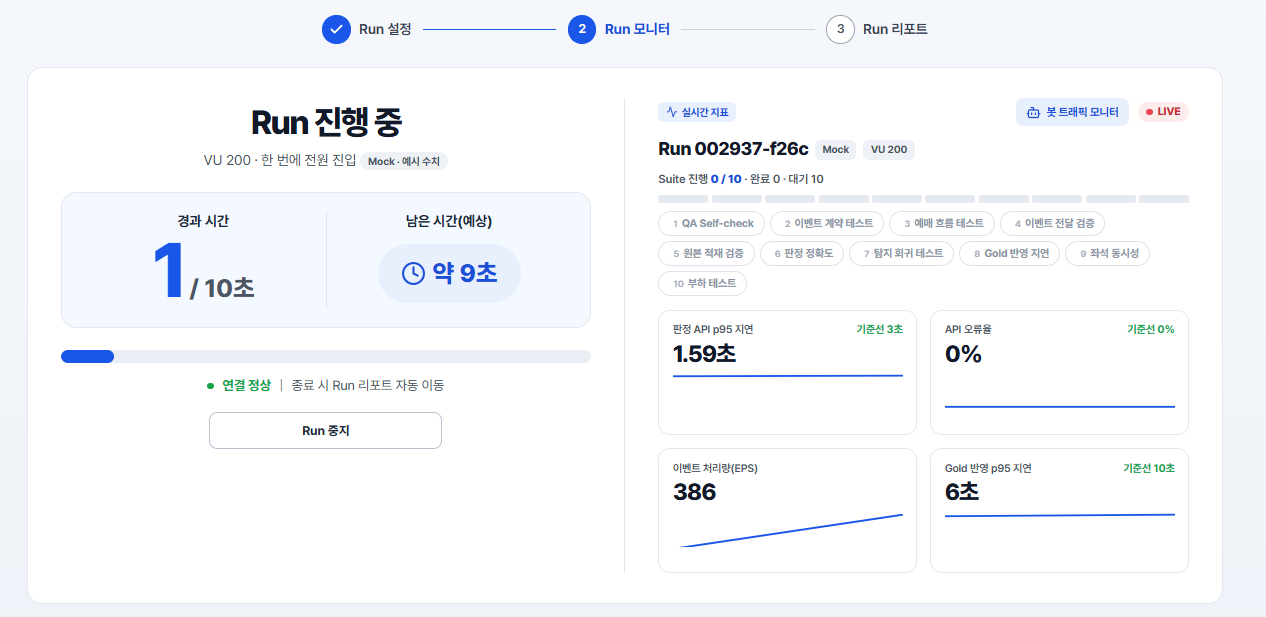 Run 설정
2 Run 모니터
3 Run 리포트
Run 진행 중
VU 200 · 한 번에 전원 진입 Mock · 예시 수치
경과 시간
1 / 10초
남은 시간(예상)
약 9초
연결 정상 | 종료 시 Run 리포트 자동 이동
Run 중지
실시간 지표
봇 트래픽 모니터
LIVE
Run 002937-f26c Mock VU 200
Suite 진행 0 / 10 · 완료 0 · 대기 10
1 QA Self-check 2 이벤트 계약 테스트 3 예매 흐름 테스트 4 이벤트 전달 검증
5 원본 적재 검증 6 판정 정확도 7 탐지 회귀 테스트 8 Gold 반영 지연 9 좌석 동시성
10 부하 테스트
판정 API p95 지연 기준선 3초
1.59초
API 오류율 기준선 0%
0%
이벤트 처리량(EPS)
386
Gold 반영 p95 지연 기준선 10초
6초